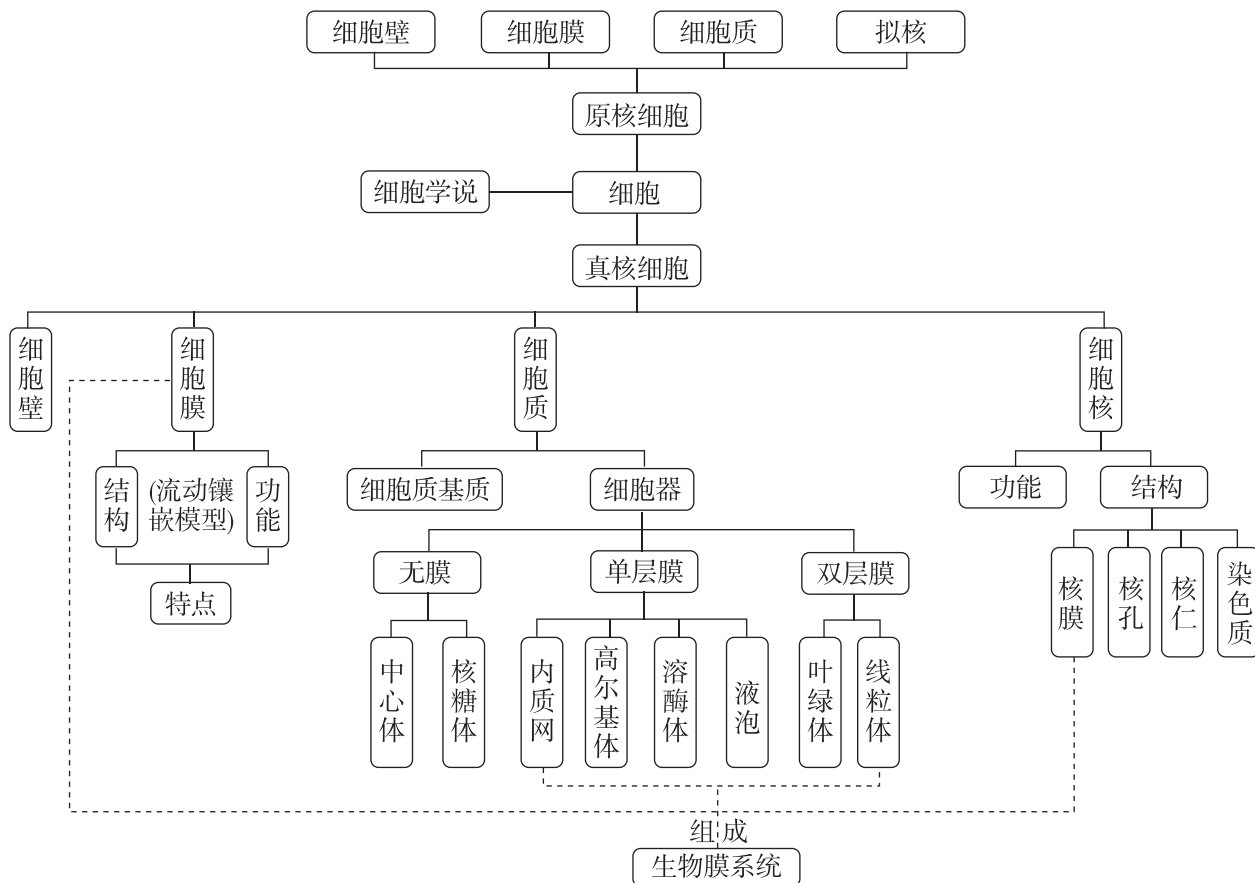 细胞壁
细胞膜
细胞质
拟核
原核细胞
细胞学说
细胞
真核细胞
细胞壁
细胞膜
细胞质
细胞核
结构
(流动镶
嵌模型)
功能
特点
细胞质基质
细胞器
功能
结构
无膜
单层膜
双层膜
核膜
核孔
核仁
染色质
中心体
核糖体
内质网
高尔基体
溶酶体
液泡
叶绿体
线粒体
组成
生物膜系统